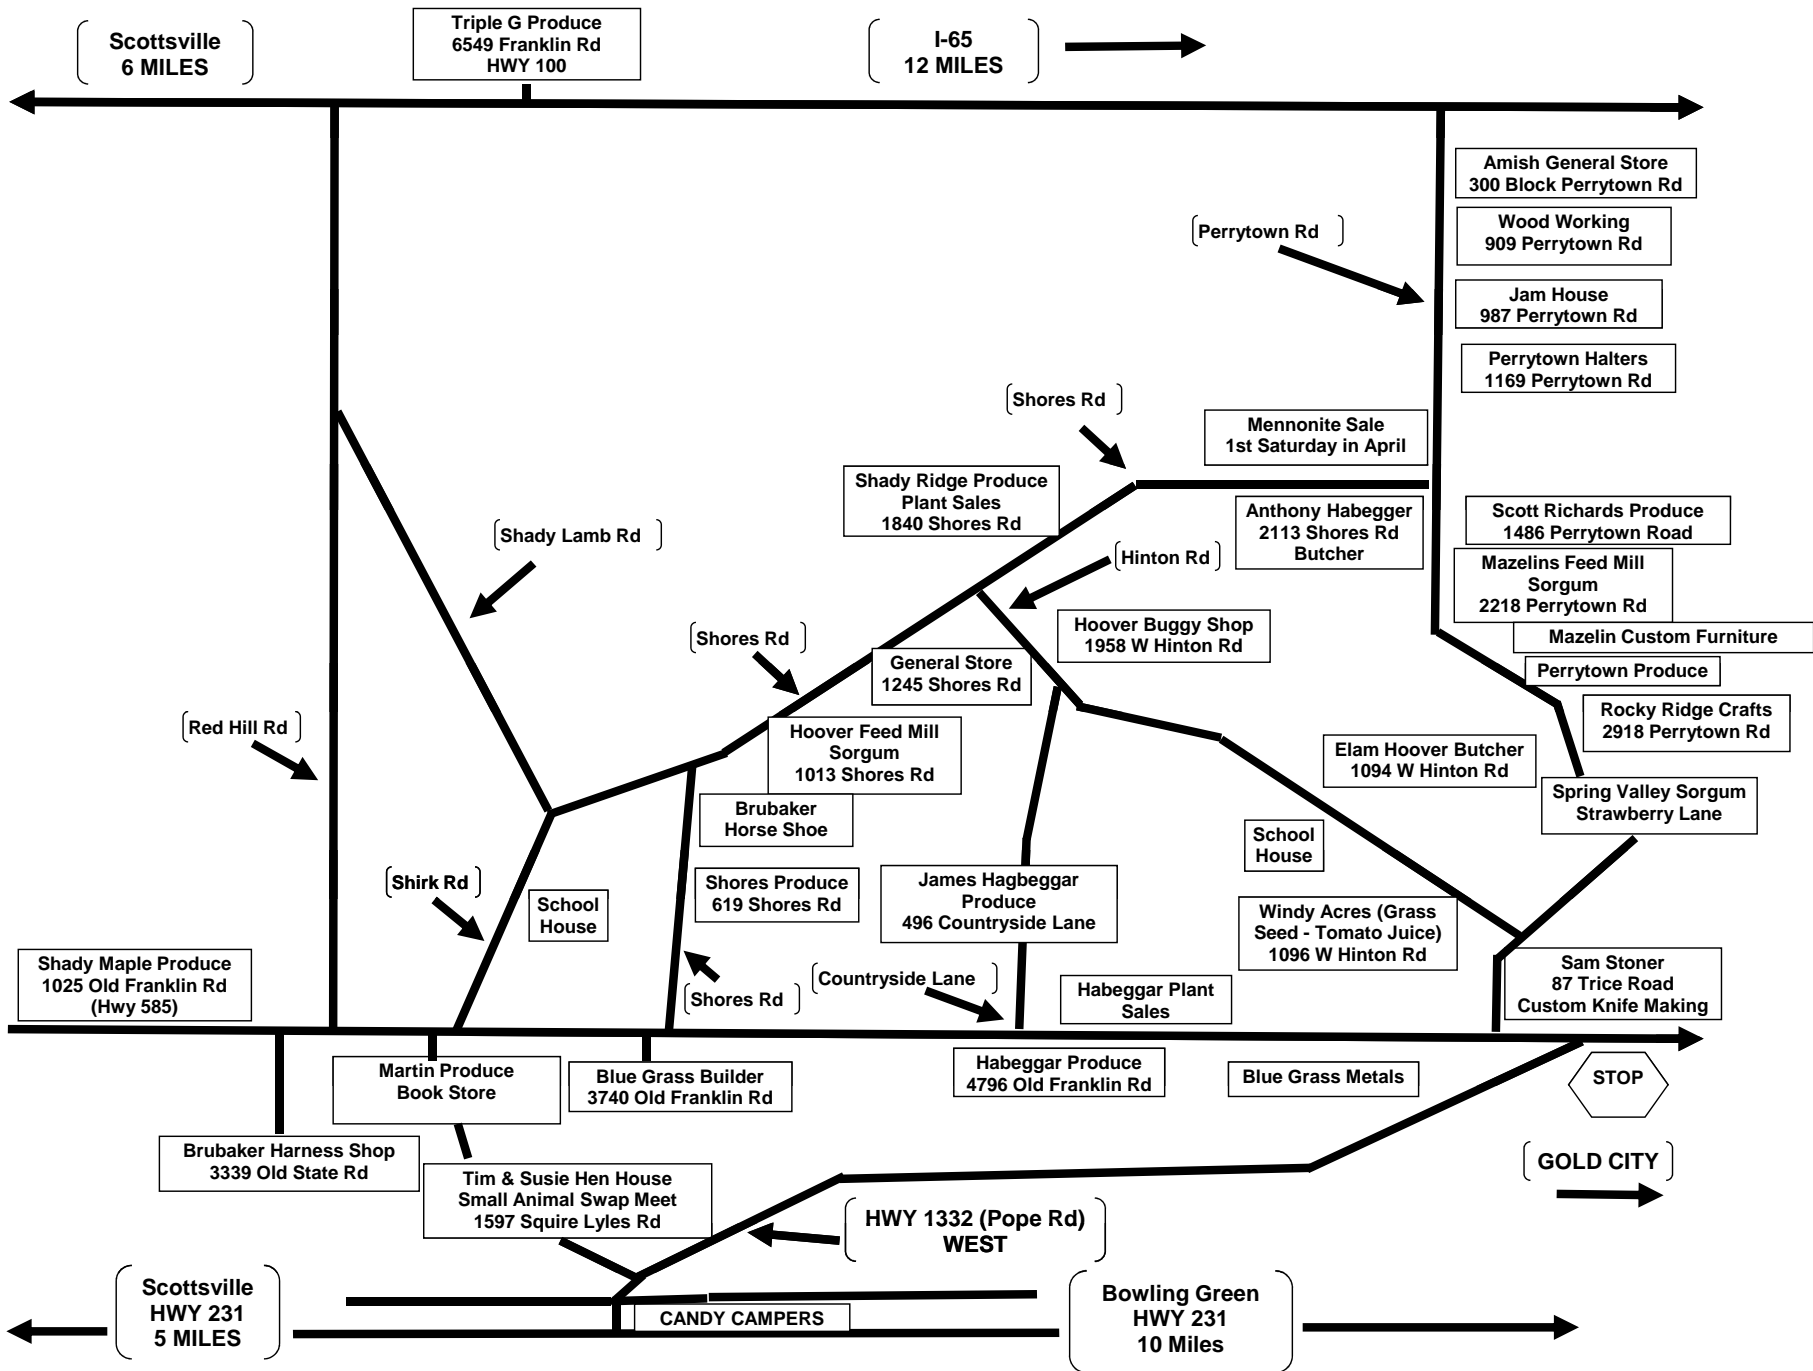 Scottsville
6 MILES
Triple G Produce
6549 Franklin Rd
HWY 100
I-65
12 MILES
Amish General Store
300 Block Perrytown Rd
Wood Working
909 Perrytown Rd
Perrytown Rd
Jam House
987 Perrytown Rd
Perrytown Halters
1169 Perrytown Rd
Shores Rd
Mennonite Sale
1st Saturday in April
Shady Ridge Produce
Plant Sales
1840 Shores Rd
Anthony Habegger
2113 Shores Rd
Butcher
Scott Richards Produce
1486 Perrytown Road
Shady Lamb Rd
Hinton Rd
Mazelins Feed Mill
Sorgum
2218 Perrytown Rd
Hoover Buggy Shop
1958 W Hinton Rd
Mazelin Custom Furniture
Shores Rd
General Store
1245 Shores Rd
Perrytown Produce
Red Hill Rd
Hoover Feed Mill
Sorgum
1013 Shores Rd
Rocky Ridge Crafts
2918 Perrytown Rd
Elam Hoover Butcher
1094 W Hinton Rd
Brubaker
Horse Shoe
Spring Valley Sorgum
Strawberry Lane
School
House
Shirk Rd
School
House
Shores Produce
619 Shores Rd
James Hagbeggar
Produce
496 Countryside Lane
Windy Acres (Grass
Seed - Tomato Juice)
1096 W Hinton Rd
Shady Maple Produce
1025 Old Franklin Rd
(Hwy 585)
Shores Rd
Countryside Lane
Habeggar Plant
Sales
Sam Stoner
87 Trice Road
Custom Knife Making
Martin Produce
Book Store
Blue Grass Builder
3740 Old Franklin Rd
Habeggar Produce
4796 Old Franklin Rd
Blue Grass Metals
STOP
Brubaker Harness Shop
3339 Old State Rd
Tim & Susie Hen House
Small Animal Swap Meet
1597 Squire Lyles Rd
GOLD CITY
HWY 1332 (Pope Rd)
WEST
Scottsville
HWY 231
5 MILES
CANDY CAMPERS
Bowling Green
HWY 231
10 Miles